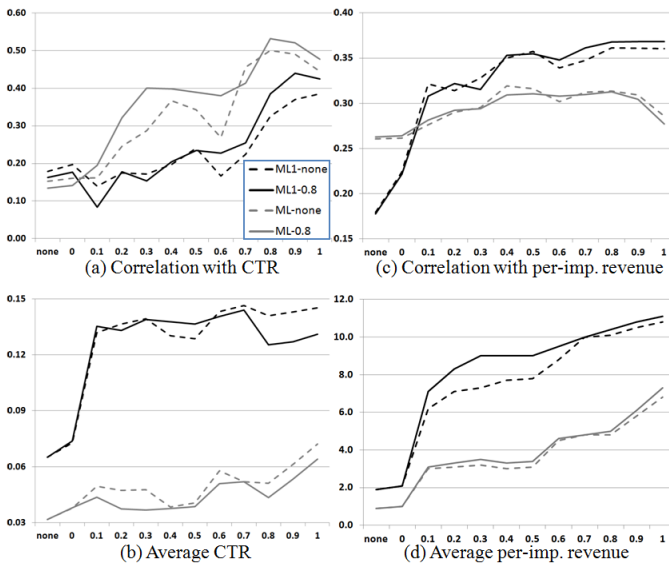 0.60
0.50
0.40
0.30
0.20
0.10
0.00
none 0 0.1 0.2 0.3 0.4 0.5 0.6 0.7 0.8 0.9 1
ML1-none
ML1-0.8
ML-none
ML-0.8
(a) Correlation with CTR
0.40
0.35
0.30
0.25
0.20
0.15
none 0 0.1 0.2 0.3 0.4 0.5 0.6 0.7 0.8 0.9 1
(c) Correlation with per-imp. revenue
0.15
0.12
0.09
0.06
0.03
none 0 0.1 0.2 0.3 0.4 0.5 0.6 0.7 0.8 0.9 1
(b) Average CTR
12.0
10.0
8.0
6.0
4.0
2.0
0.0
none 0 0.1 0.2 0.3 0.4 0.5 0.6 0.7 0.8 0.9 1
(d) Average per-imp. revenue